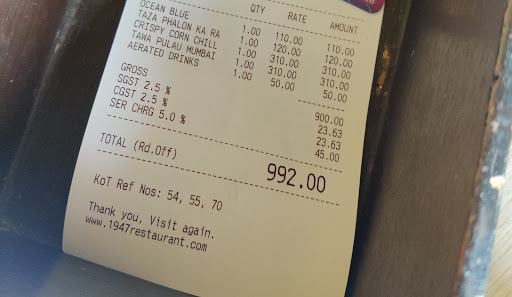 QTY RATE AMOUNT
OCEAN BLUE 1.00 110.00 110.00
TAZA PHALON KA RA 1.00 120.00 120.00
CRISPY CORN CHILL 1.00 310.00 310.00
TAWA PULAU MUMBAI 1.00 310.00 310.00
AERATED DRINKS 1.00 50.00 50.00
GROSS 900.00
SGST 2.5 % 23.63
CGST 2.5 % 23.63
SER CHRG 5.0 % 45.00
TOTAL (Rd.Off) 992.00
KoT Ref Nos: 54, 55, 70
Thank you, Visit again.
www.1947restaurant.com